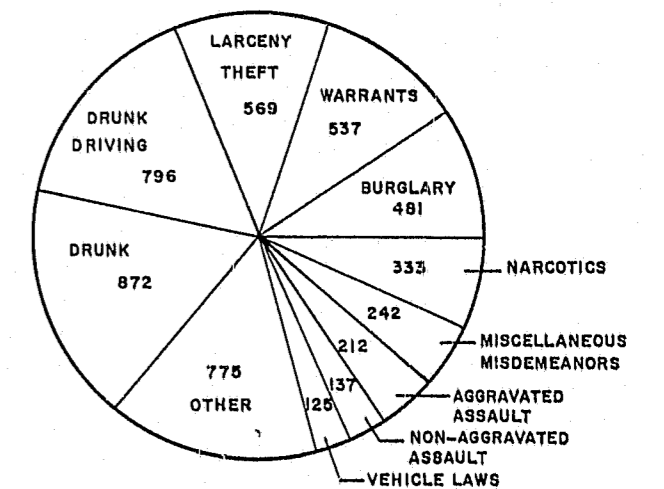 LARCENY
THEFT
569
WARRANTS
537
DRUNK
DRIVING
796
BURGLARY
481
DRUNK
872
333
NARCOTICS
242
MISCELLANEOUS
MISDEMEANORS
212
AGGRAVATED
ASSAULT
137
NON-AGGRAVATED
ASSAULT
125
VEHICLE LAWS
775
OTHER